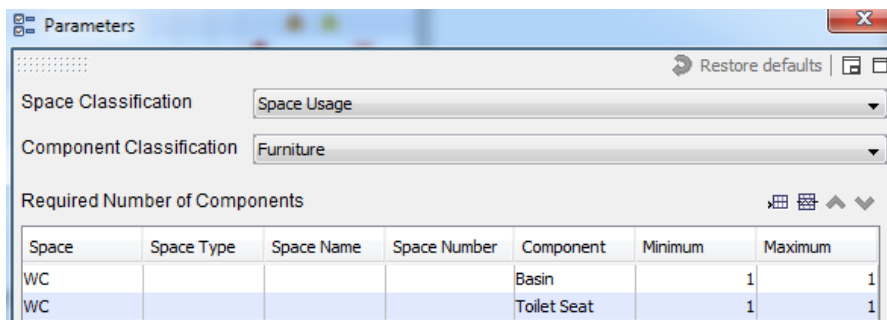 Parameters
Restore defaults
Space Classification Space Usage
Component Classification Furniture
Required Number of Components
Space Space Type Space Name Space Number Component Minimum Maximum
WC Basin 1 1
WC Toilet Seat 1 1